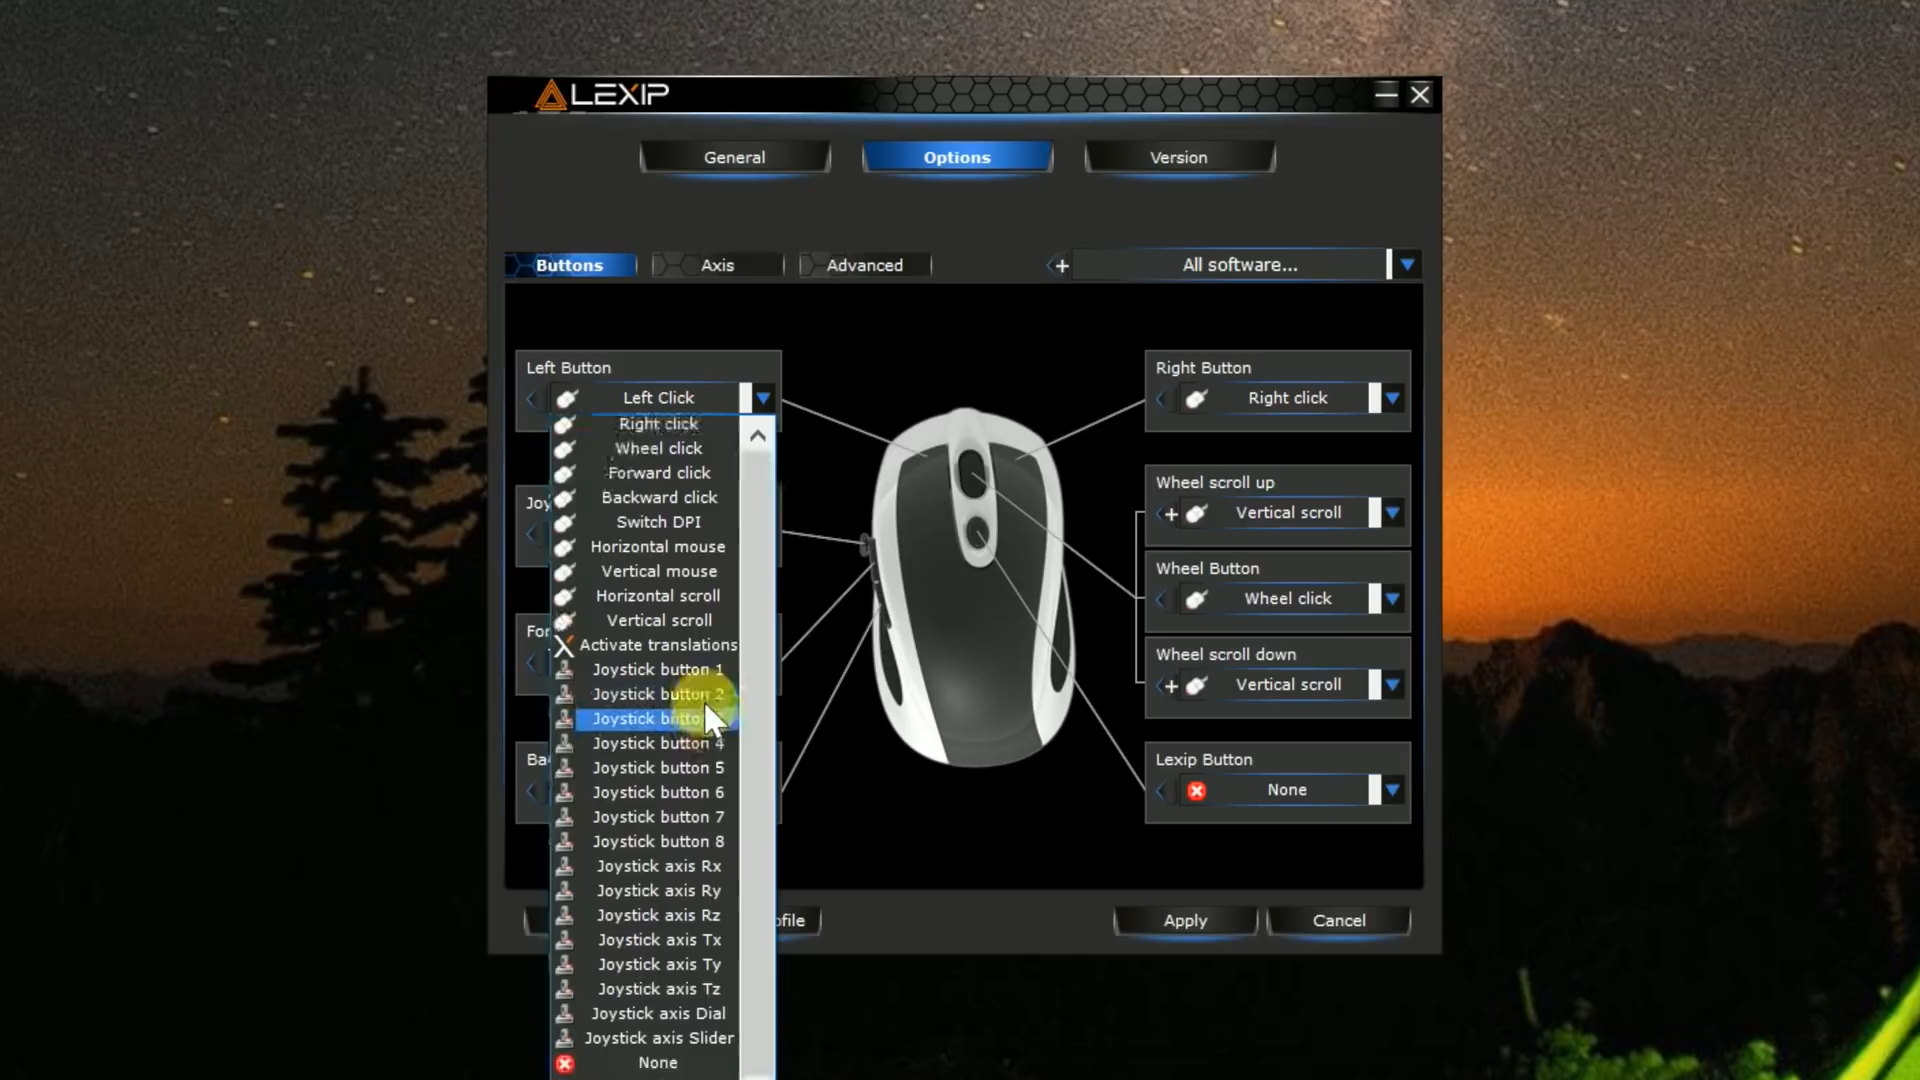 LEXIP
General
Options
Version
Buttons
Axis
Advanced
All software...
Left Button
Left Click
Right click
Wheel click
Forward click
Backward click
Switch DPI
Horizontal mouse
Vertical mouse
Horizontal scroll
Vertical scroll
Activate translations
Joystick button 1
Joystick button 2
Joystick
Joystick button 4
Joystick button 5
Joystick button 6
Joystick button 7
Joystick button 8
Joystick axis Rx
Joystick axis Ry
Joystick axis Rz
Joystick axis Tx
Joystick axis Ty
Joystick axis Tz
Joystick axis Dial
Joystick axis Slider
None
Joy
For
Ba
ofile
Right Button
Right click
Wheel scroll up
Vertical scroll
Wheel Button
Wheel click
Wheel scroll down
Vertical scroll
Lexip Button
None
Apply
Cancel